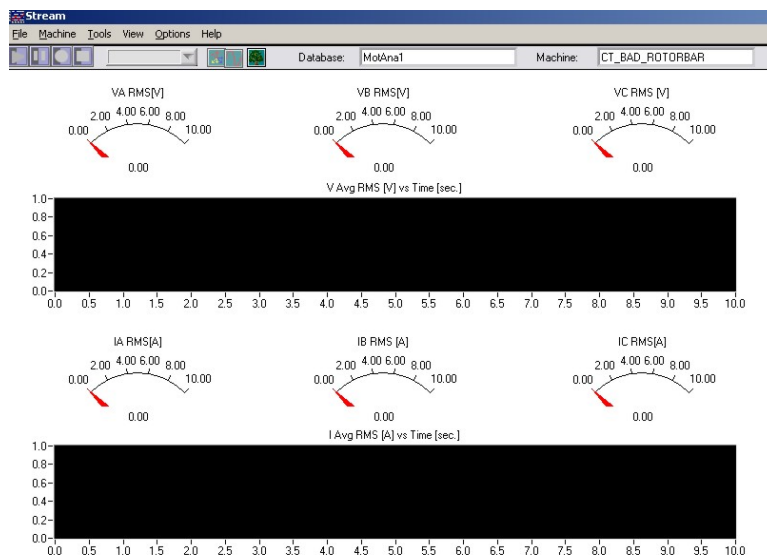 Stream
File Machine Tools View Options Help
Database: MotAna1 Machine: CT_BAD_ROTORBAR
VA RMS[V] VB RMS[V] VC RMS[V]
0.00 2.00 4.00 6.00 8.00 10.00 0.00 2.00 4.00 6.00 8.00 10.00 0.00 2.00 4.00 6.00 8.00 10.00
0.00 0.00 0.00
V Avg RMS [V] vs Time [sec.]
1.0
0.8
0.6
0.4
0.2
0.0
0.0 0.5 1.0 1.5 2.0 2.5 3.0 3.5 4.0 4.5 5.0 5.5 6.0 6.5 7.0 7.5 8.0 8.5 9.0 9.5 10.0
IA RMS[A] IB RMS [A] IC RMS[A]
0.00 2.00 4.00 6.00 8.00 10.00 0.00 2.00 4.00 6.00 8.00 10.00 0.00 2.00 4.00 6.00 8.00 10.00
0.00 0.00 0.00
I Avg RMS [A] vs Time [sec.]
1.0
0.8
0.6
0.4
0.2
0.0
0.0 0.5 1.0 1.5 2.0 2.5 3.0 3.5 4.0 4.5 5.0 5.5 6.0 6.5 7.0 7.5 8.0 8.5 9.0 9.5 10.0